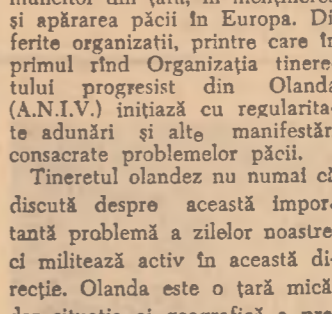 muncitor din țară, în menținerea
și apărarea păcii în Europa. Di
ferite organizații, printre care în
primul rînd Organizația tinere
tului progresist din Olanda
(A.N.I.V.) inițiază cu regularita-
te adunări și alte manifestăr
consacrate problemelor păcii.
Tineretul olandez nu numai că
discută despre această impor
tantă problemă a zilelor noastre
ci militează activ în această di
recție. Olanda este o țară mică